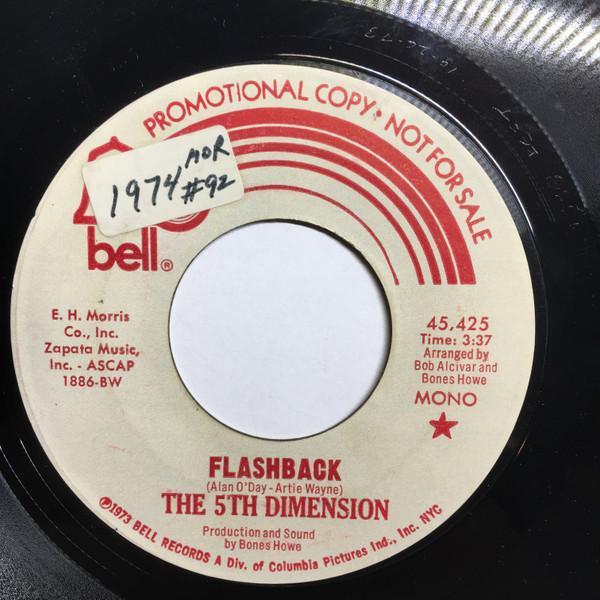 PROMOTIONAL COPY • NOT FOR SALE
1974 MOR
#92
bell®
E. H. Morris
Co., Inc.
Zapata Music,
Inc. - ASCAP
1886-BW
45,425
Time: 3:37
Arranged by
Bob Alcivar and
Bones Howe
MONO
FLASHBACK
(Alan O'Day - Artie Wayne)
THE 5TH DIMENSION
Production and Sound
by Bones Howe
℗1973 BELL RECORDS A Div. of Columbia Pictures Ind., Inc. NYC